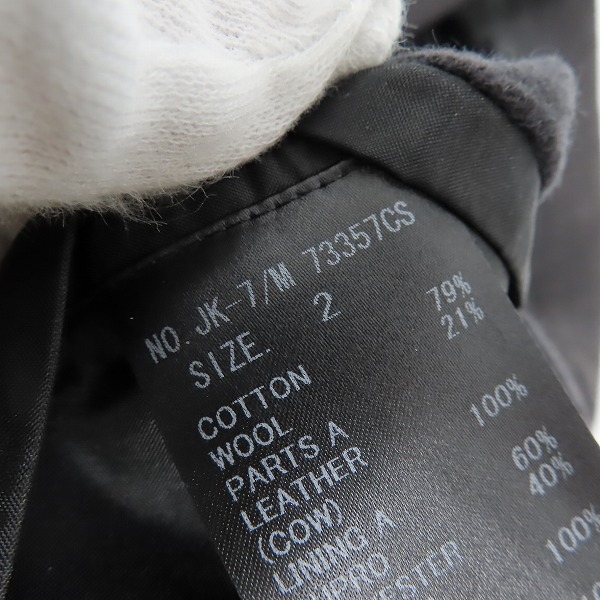 NO. JK-7/M 73357CS
SIZE. 2
COTTON 79%
WOOL 21%
PARTS A
LEATHER 100%
(COW)
LINING A
60%
40%
100%